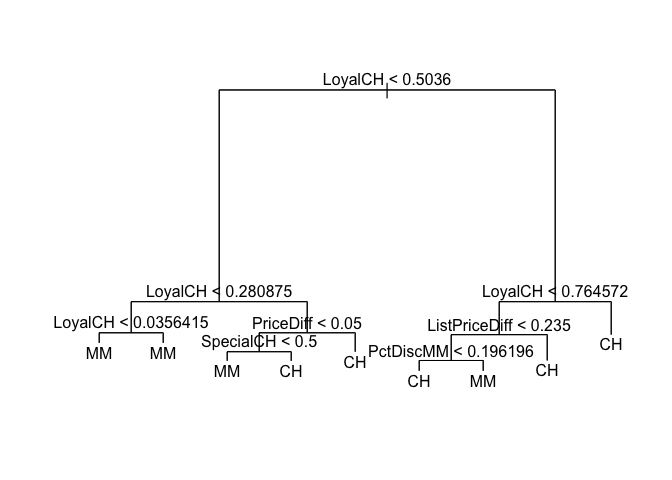 LoyalCH < 0.5036
LoyalCH < 0.280875
LoyalCH < 0.764572
LoyalCH < 0.0356415
PriceDiff < 0.05
ListPriceDiff < 0.235
SpecialCH < 0.5
PctDiscMM < 0.196196
MM
MM
MM
CH
CH
CH
MM
CH
CH